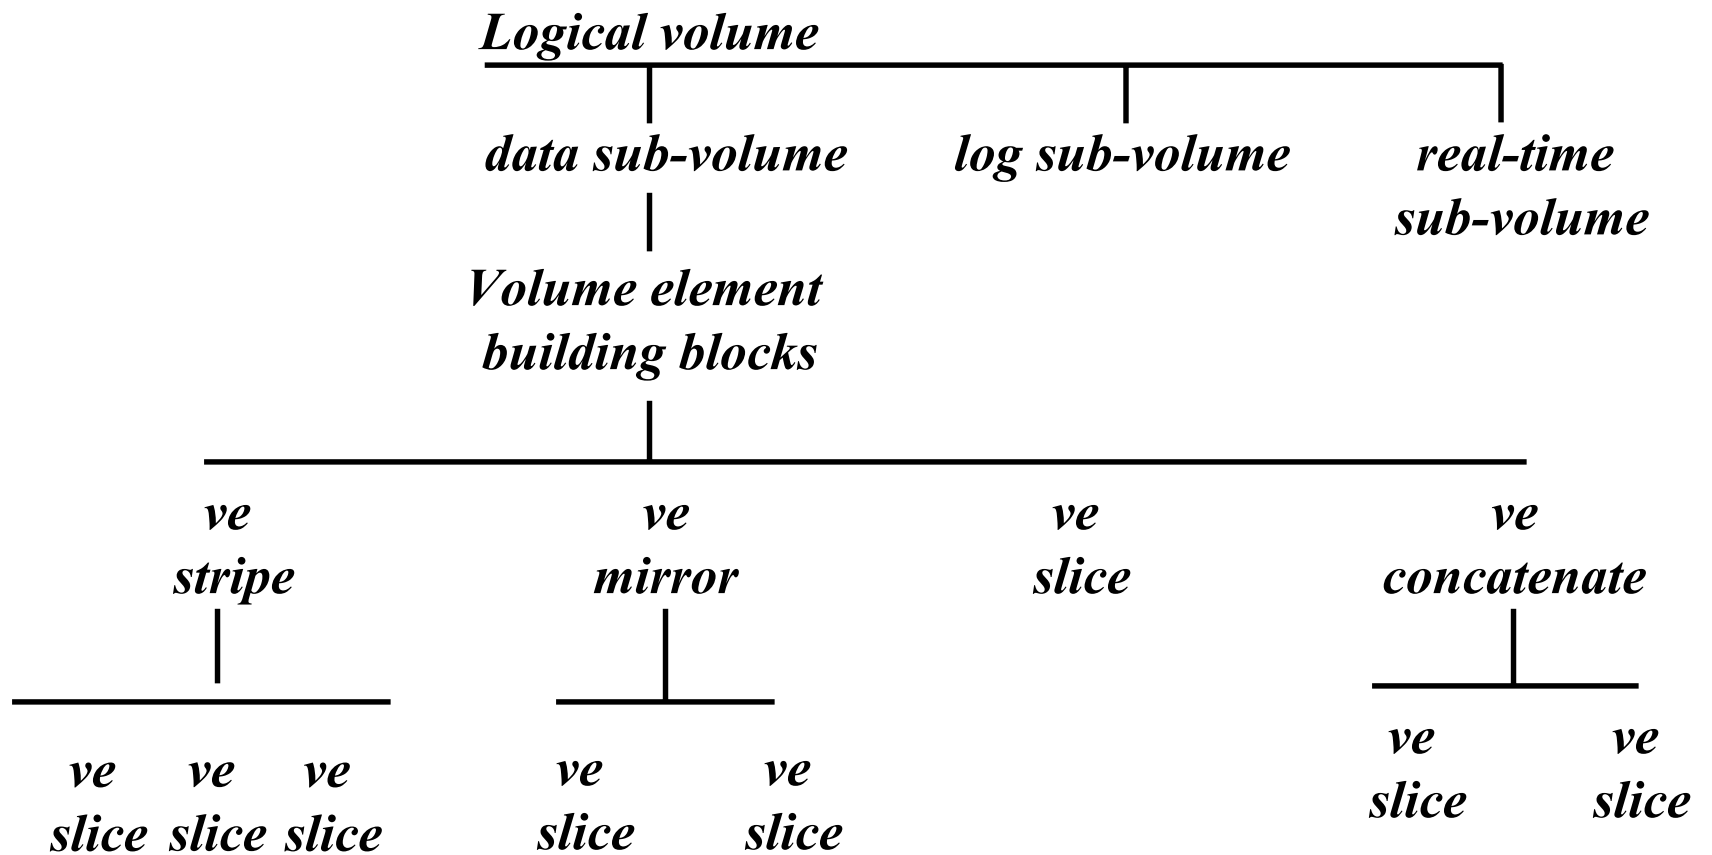 Logical volume
data sub-volume log sub-volume real-time
sub-volume
Volume element
building blocks
ve ve ve ve
stripe mirror slice concatenate
ve ve
slice slice
ve ve ve ve ve
slice slice slice slice slice